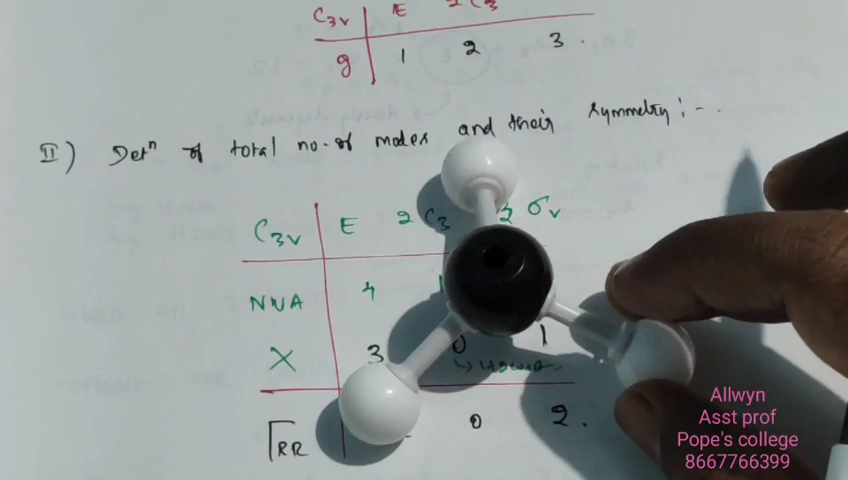 C3v E 2C3
g 1 2 3.
II) Detⁿ of total no. of modes and their symmetry:-
C3v E 2C3 3σv
NUA 4 1
X 3 0 1
ΓRR 0 2.
Allwyn
Asst prof
Pope's college
8667766399